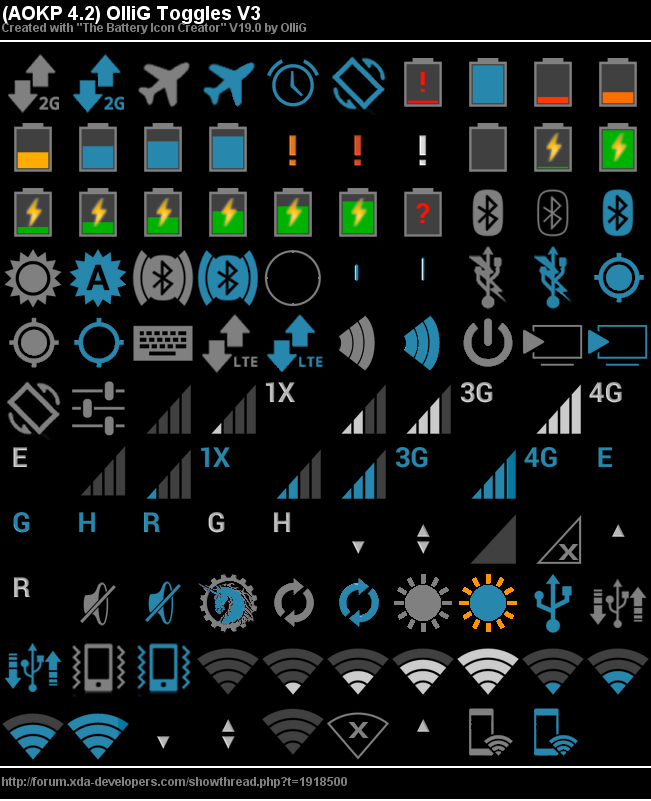 (AOKP 4.2) OlliG Toggles V3
Created with "The Battery Icon Creator" V19.0 by OlliG
2G 2G !
! ! !
?
A
LTE LTE
1X 3G 4G
E 1X 3G 4G E
G H R G H X
R
X
http://forum.xda-developers.com/showthread.php?t=1918500